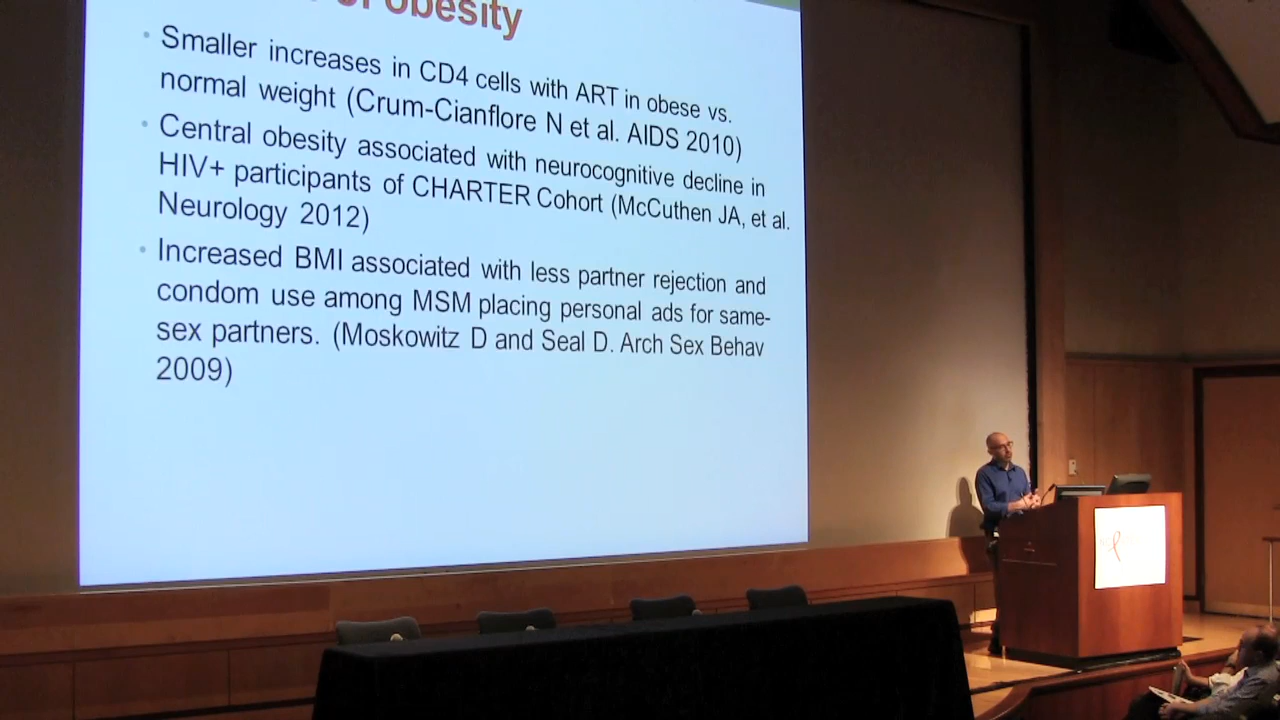 of obesity
• Smaller increases in CD4 cells with ART in obese vs.
normal weight (Crum-Cianflore N et al. AIDS 2010)
• Central obesity associated with neurocognitive decline in
HIV+ participants of CHARTER Cohort (McCuthen JA, et al.
Neurology 2012)
• Increased BMI associated with less partner rejection and
condom use among MSM placing personal ads for same-
sex partners. (Moskowitz D and Seal D. Arch Sex Behav
2009)